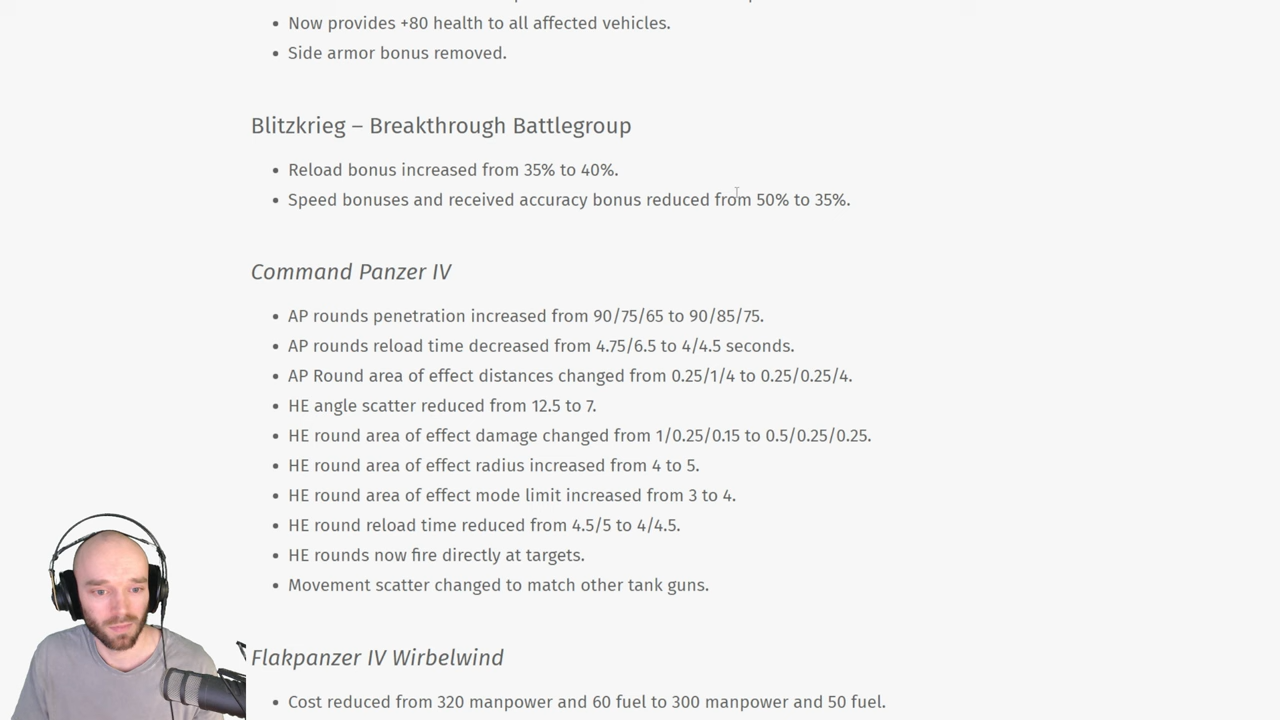 Now provides +80 health to all affected vehicles.
Side armor bonus removed.
Blitzkrieg – Breakthrough Battlegroup
Reload bonus increased from 35% to 40%.
Speed bonuses and received accuracy bonus reduced from 50% to 35%.
Command Panzer IV
AP rounds penetration increased from 90/75/65 to 90/85/75.
AP rounds reload time decreased from 4.75/6.5 to 4/4.5 seconds.
AP Round area of effect distances changed from 0.25/1/4 to 0.25/0.25/4.
HE angle scatter reduced from 12.5 to 7.
HE round area of effect damage changed from 1/0.25/0.15 to 0.5/0.25/0.25.
HE round area of effect radius increased from 4 to 5.
HE round area of effect mode limit increased from 3 to 4.
HE round reload time reduced from 4.5/5 to 4/4.5.
HE rounds now fire directly at targets.
Movement scatter changed to match other tank guns.
Flakpanzer IV Wirbelwind
Cost reduced from 320 manpower and 60 fuel to 300 manpower and 50 fuel.